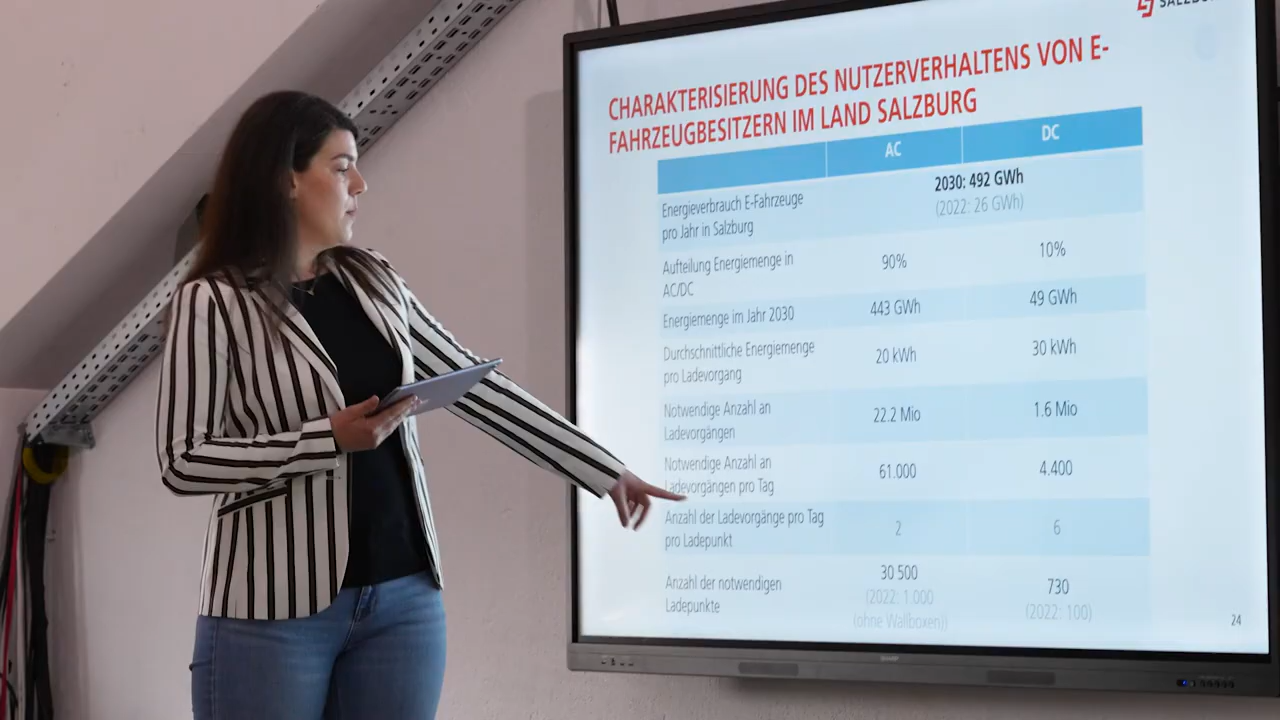 CHARAKTERISIERUNG DES NUTZERVERHALTENS VON E-
FAHRZEUGBESITZERN IM LAND SALZBURG
AC DC
Energieverbrauch E-Fahrzeuge
pro Jahr in Salzburg
2030: 492 GWh
(2022: 26 GWh)
Aufteilung Energiemenge in
AC/DC
90% 10%
Energiemenge im Jahr 2030 443 GWh 49 GWh
Durchschnittliche Energiemenge
pro Ladevorgang
20 kWh 30 kWh
Notwendige Anzahl an
Ladevorgängen
22.2 Mio 1.6 Mio
Notwendige Anzahl an
Ladevorgängen pro Tag
61.000 4.400
Anzahl der Ladevorgänge pro Tag
pro Ladepunkt
2 6
Anzahl der notwendigen
Ladepunkte
30 500
(2022: 1 000
(ohne Wallboxen))
730
(2022: 100)
24